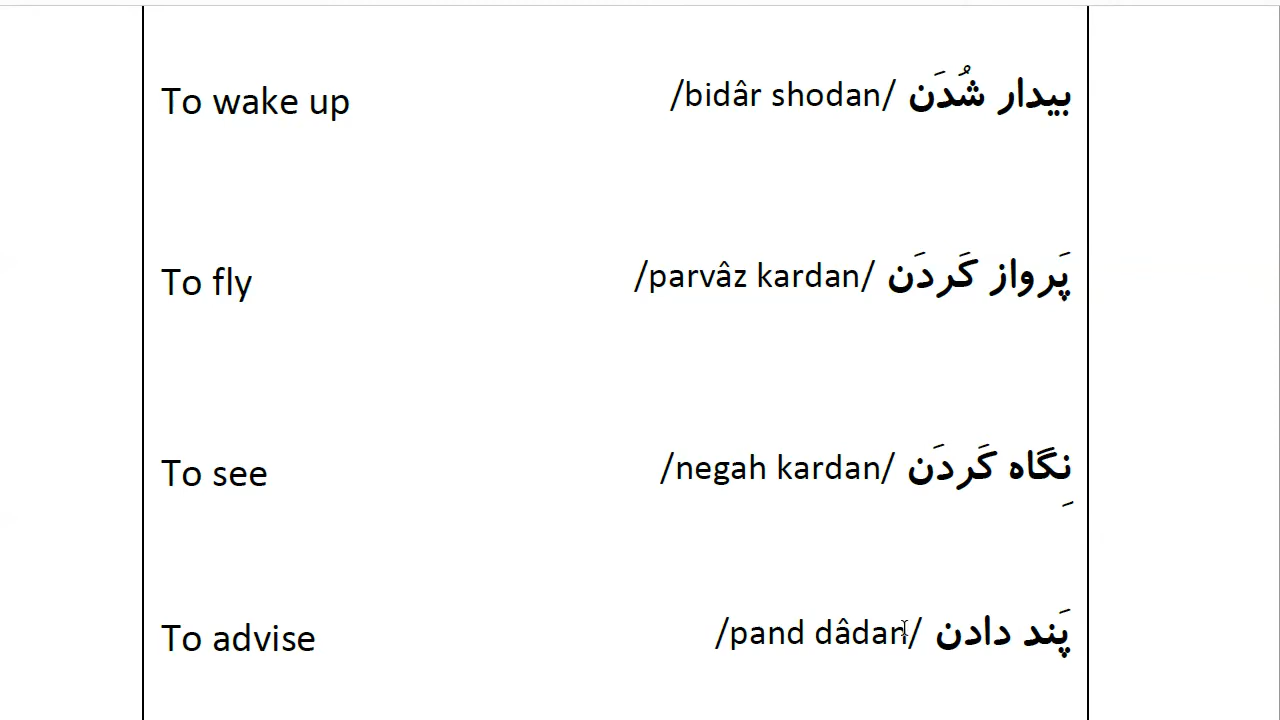 To wake up /bidâr shodan/ بیدار شُدَن
To fly /parvâz kardan/ پَرواز کَردَن
To see /negah kardan/ نِگاه کَردَن
To advise /pand dâdan/ پَند دادن